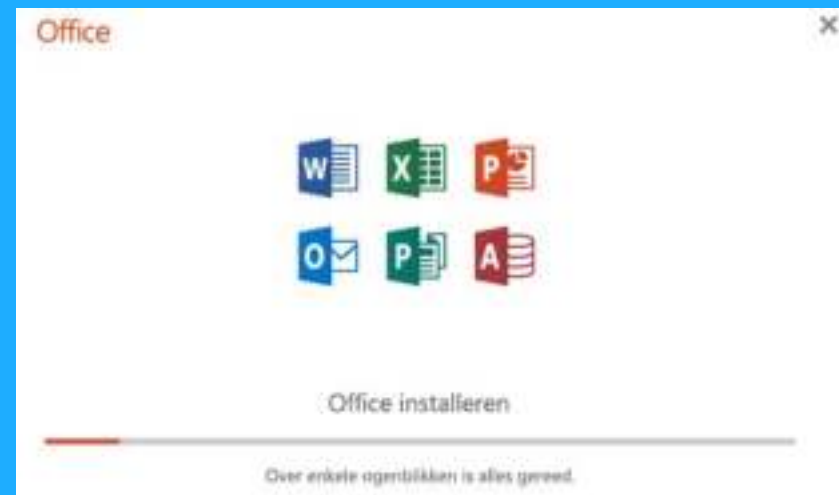 Office
W X P
O P A
Office installeren
Over enkele ogenblikken is alles gereed.